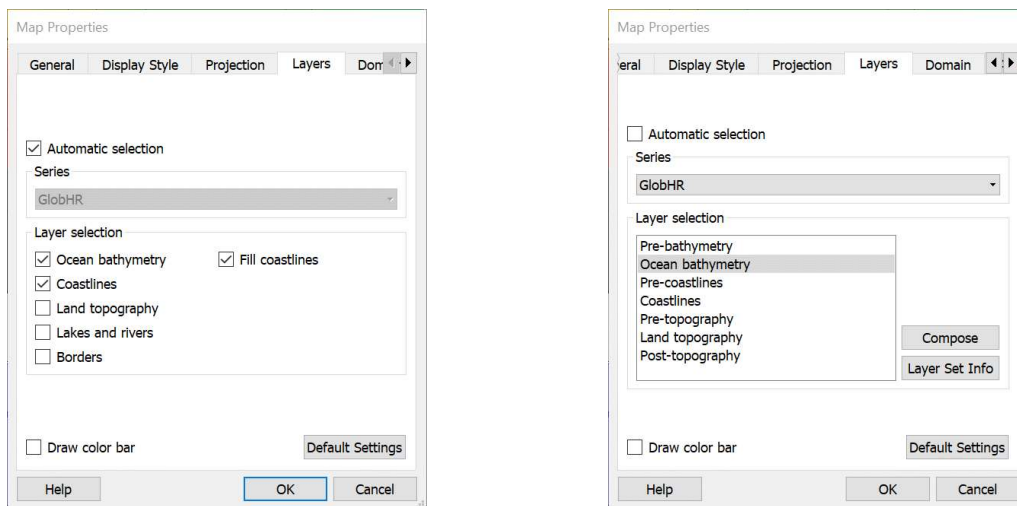 Map Properties
General Display Style Projection Layers Dom
Automatic selection
Series
GlobHR
Layer selection
Ocean bathymetry Fill coastlines
Coastlines
Land topography
Lakes and rivers
Borders
Draw color bar Default Settings
Help OK Cancel
Map Properties
eral Display Style Projection Layers Domain
Automatic selection
Series
GlobHR
Layer selection
Pre-bathymetry
Ocean bathymetry
Pre-coastlines
Coastlines
Pre-topography
Land topography Compose
Post-topography Layer Set Info
Draw color bar Default Settings
Help OK Cancel